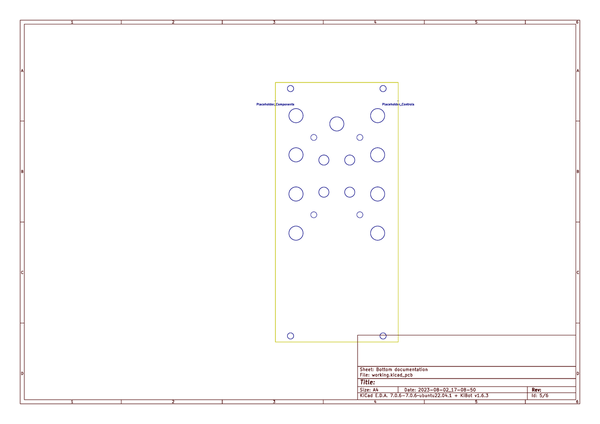 1 2 3 4 5 6
A A
Placeholder_Components Placeholder_Controls
B B
C C
Sheet: Bottom documentation
File: working.kicad_pcb
D D
Title:
Size: A4 Date: 2023-08-02_17-08-50 Rev:
KiCad E.D.A. 7.0.6-7.0.6~ubuntu22.04.1 + KiBot v1.6.3 Id: 5/6
1 2 3 4 5 6